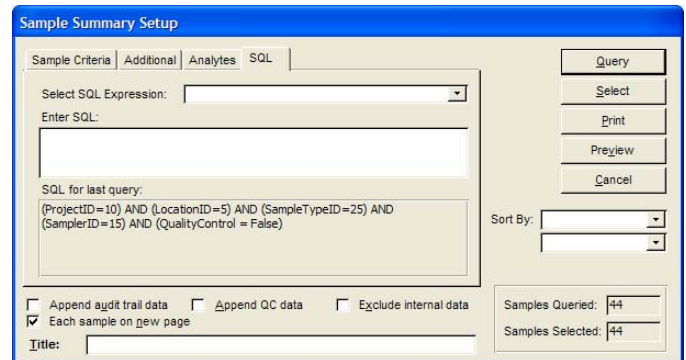 Sample Summary Setup
Sample Criteria Additional Analytes SQL
Select SQL Expression:
Enter SQL:
SQL for last query:
(ProjectID=10) AND (LocationID=5) AND (SampleTypeID=25) AND
(SamplerID=15) AND (QualityControl = False)
Append audit trail data Append QC data Exclude internal data
Each sample on new page
Title:
Query
Select
Print
Preview
Cancel
Sort By:
Samples Queried: 44
Samples Selected: 44